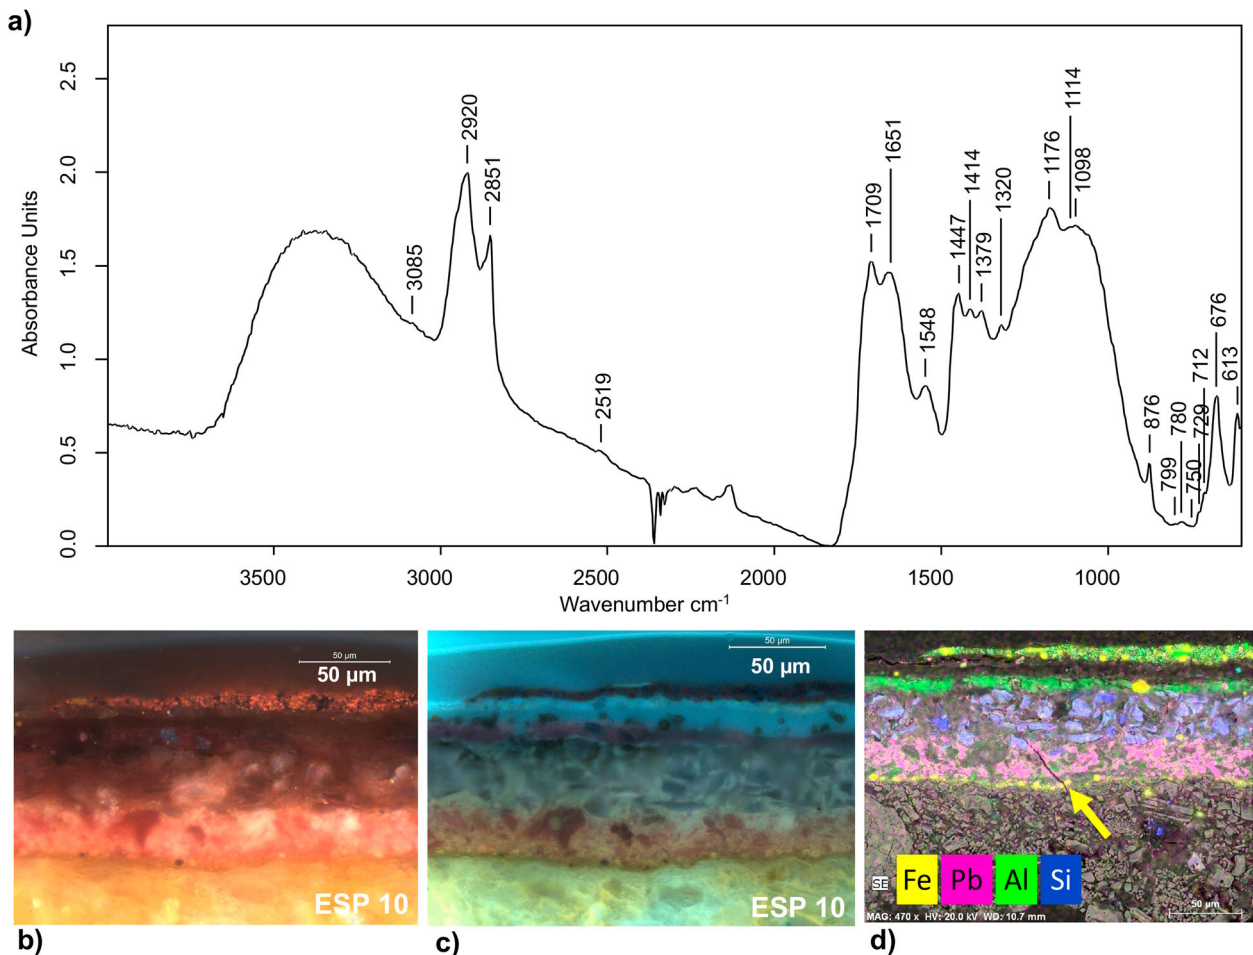 a)
Absorbance Units
2.5
2.0
1.5
1.0
0.5
0.0
3085
2920
2851
2519
1709
1651
1548
1447
1414
1379
1320
1176
1114
1098
876
799
780
750
729
712
676
613
3500
3000
2500
2000
1500
1000
Wavenumber cm-1
50 µm
50 µm
ESP 10
b)
50 µm
50 µm
ESP 10
c)
SE
Fe
Pb
Al
Si
MAG: 470 x HV: 20.0 kV WD: 10.7 mm
50 µm
d)